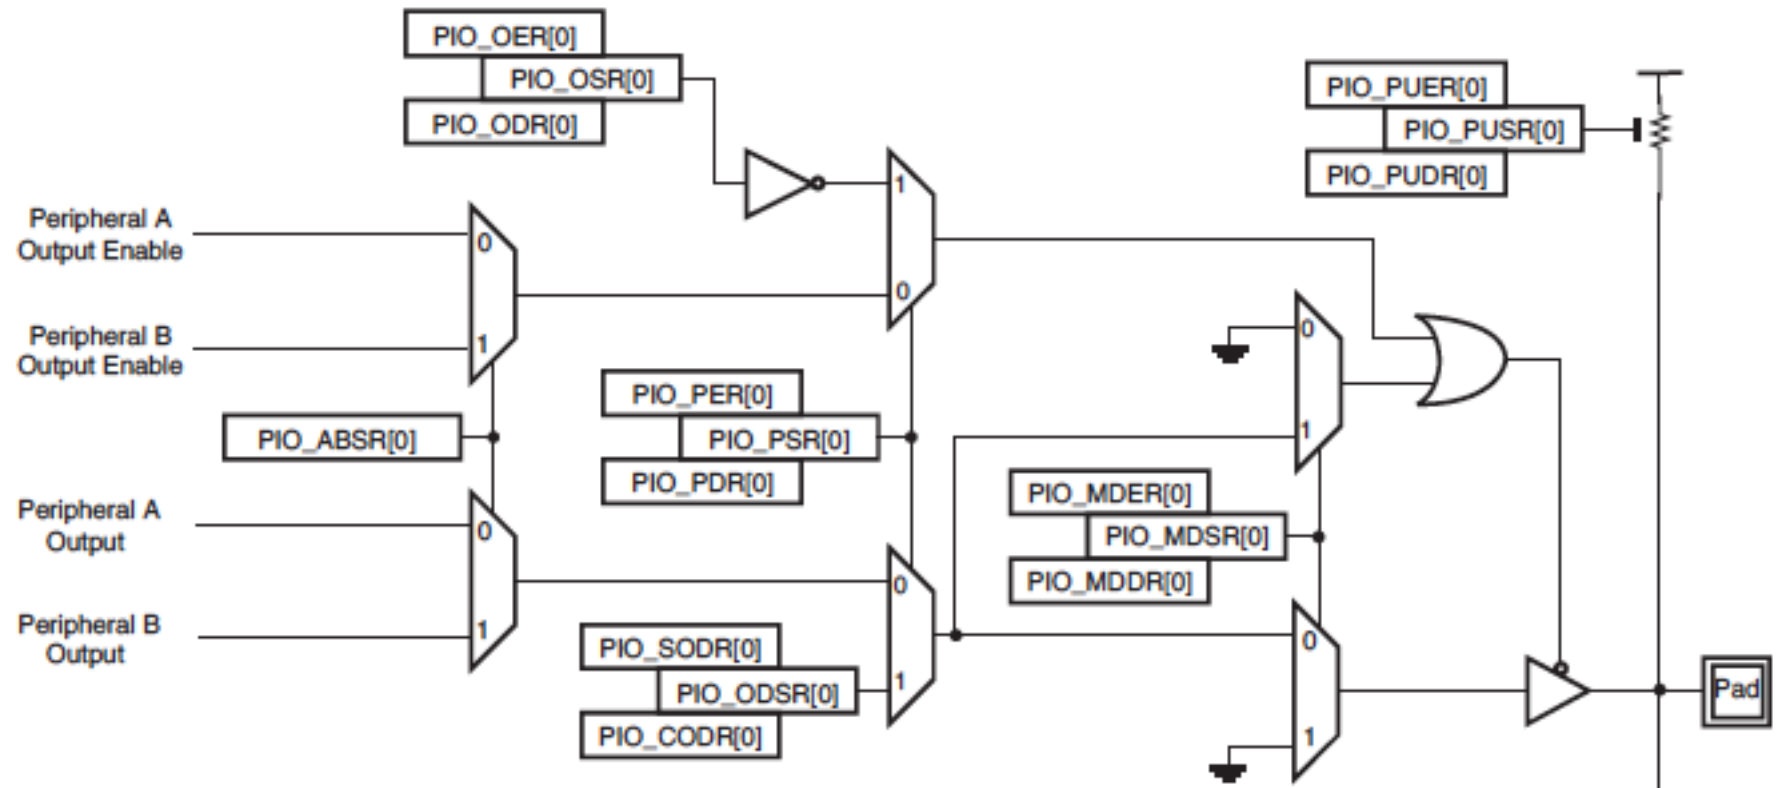 PIO_OER[0]
PIO_OSR[0]
PIO_ODR[0]
PIO_PUER[0]
PIO_PUSR[0]
PIO_PUDR[0]
1
0
Peripheral A
Output Enable
0
Peripheral B
Output Enable
1
0
1
PIO_PER[0]
PIO_PSR[0]
PIO_PDR[0]
PIO_ABSR[0]
PIO_MDER[0]
PIO_MDSR[0]
PIO_MDDR[0]
Peripheral A
Output
0
Peripheral B
Output
1
0
1
PIO_SODR[0]
PIO_ODSR[0]
PIO_CODR[0]
0
1
Pad